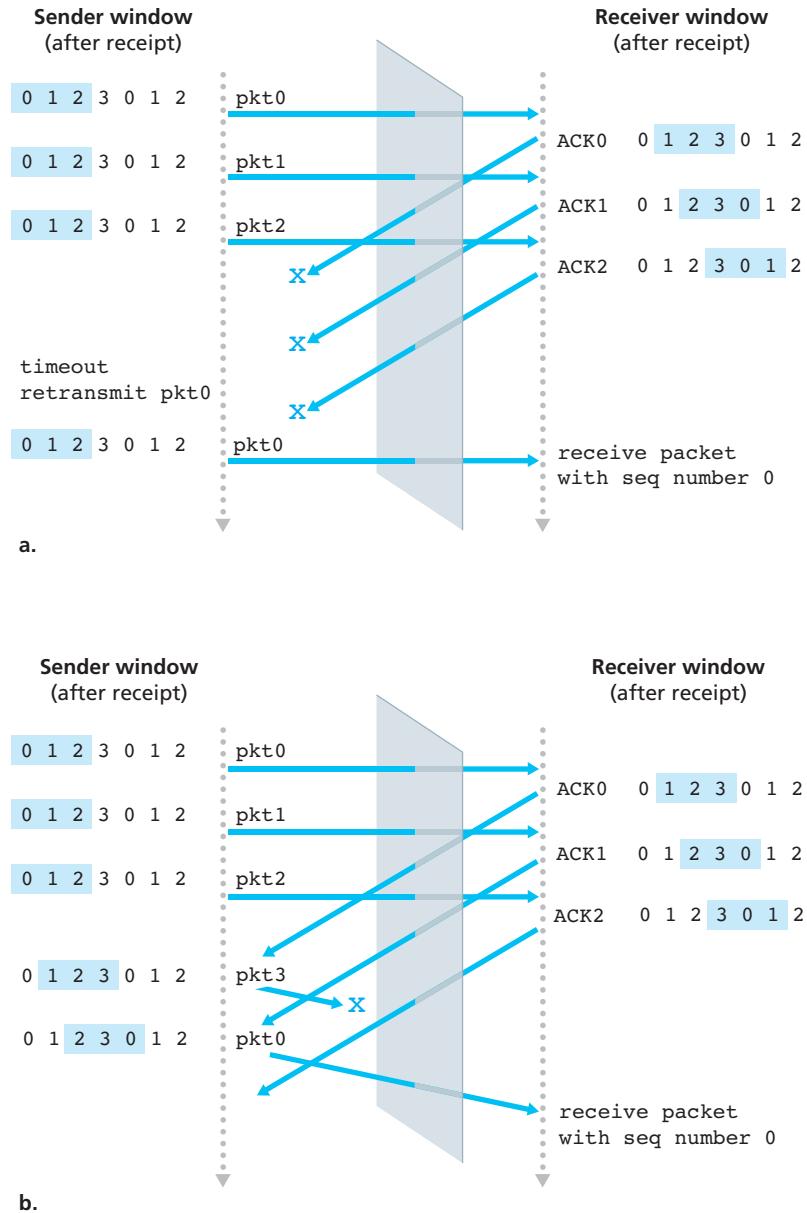 Sender window
(after receipt)
Receiver window
(after receipt)
0 1 2 3 0 1 2
pkt0
ACK0 0 1 2 3 0 1 2
0 1 2 3 0 1 2
pkt1
ACK1 0 1 2 3 0 1 2
0 1 2 3 0 1 2
pkt2
ACK2 0 1 2 3 0 1 2
x
x
timeout
retransmit pkt0
x
0 1 2 3 0 1 2
pkt0
receive packet
with seq number 0
a.
Sender window
(after receipt)
Receiver window
(after receipt)
0 1 2 3 0 1 2
pkt0
ACK0 0 1 2 3 0 1 2
0 1 2 3 0 1 2
pkt1
ACK1 0 1 2 3 0 1 2
0 1 2 3 0 1 2
pkt2
ACK2 0 1 2 3 0 1 2
0 1 2 3 0 1 2
pkt3
x
0 1 2 3 0 1 2
pkt0
receive packet
with seq number 0
b.